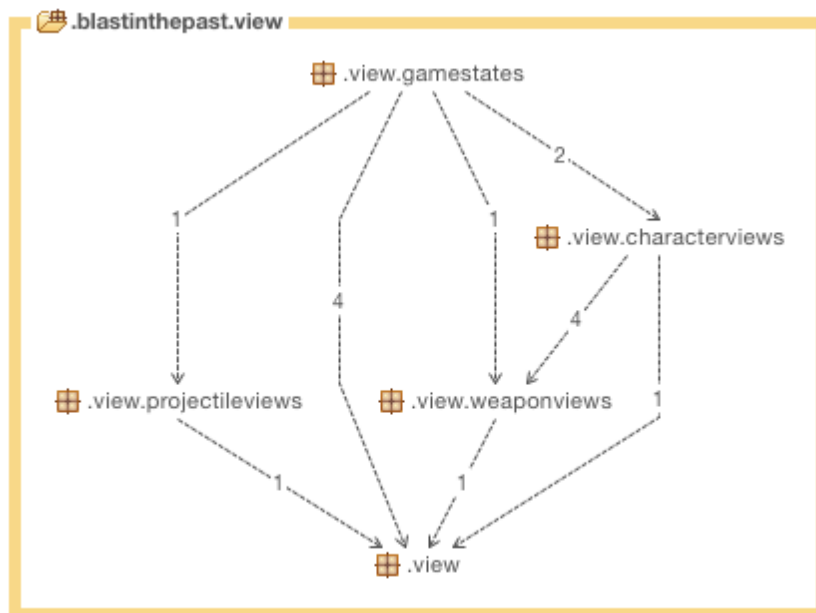 .blastinthepast.view
.view.gamestates
2
1
1
.view.characterviews
4
4
.view.projectileviews
.view.weaponviews
1
1
1
.view